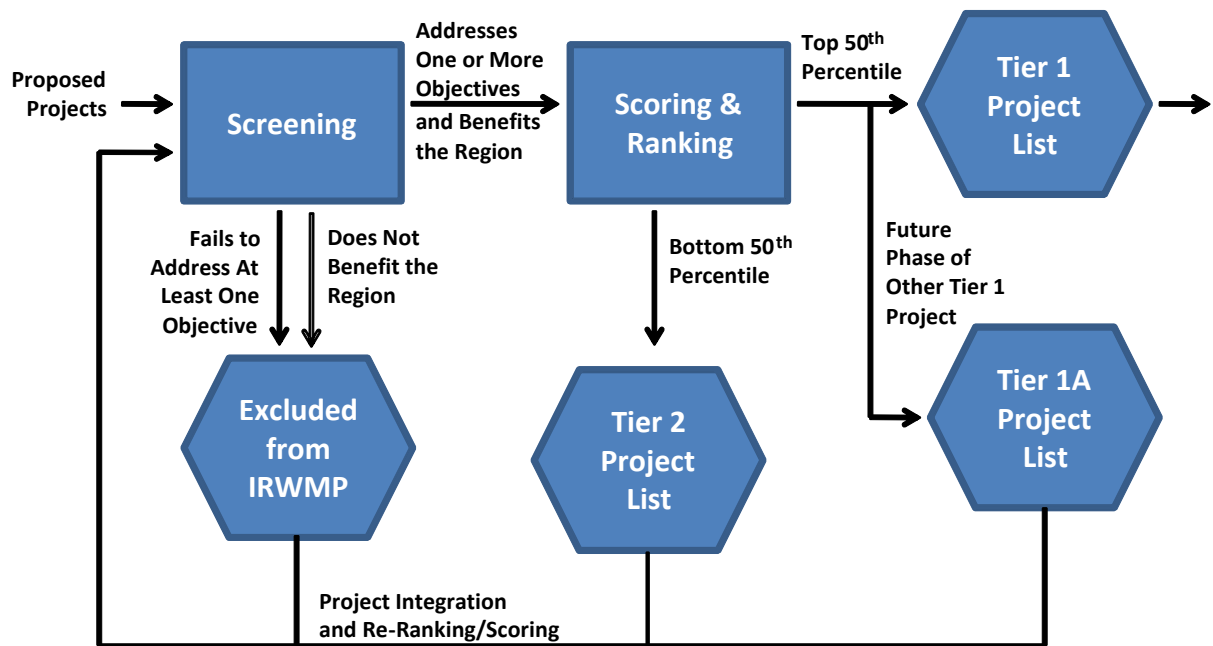 Proposed
Projects
Screening
Addresses
One or More
Objectives
and Benefits
the Region
Scoring &
Ranking
Top 50th
Percentile
Tier 1
Project
List
Fails to
Address At
Least One
Objective
Does Not
Benefit the
Region
Bottom 50th
Percentile
Future
Phase of
Other Tier 1
Project
Excluded
from
IRWMP
Tier 2
Project
List
Tier 1A
Project
List
Project Integration
and Re-Ranking/Scoring